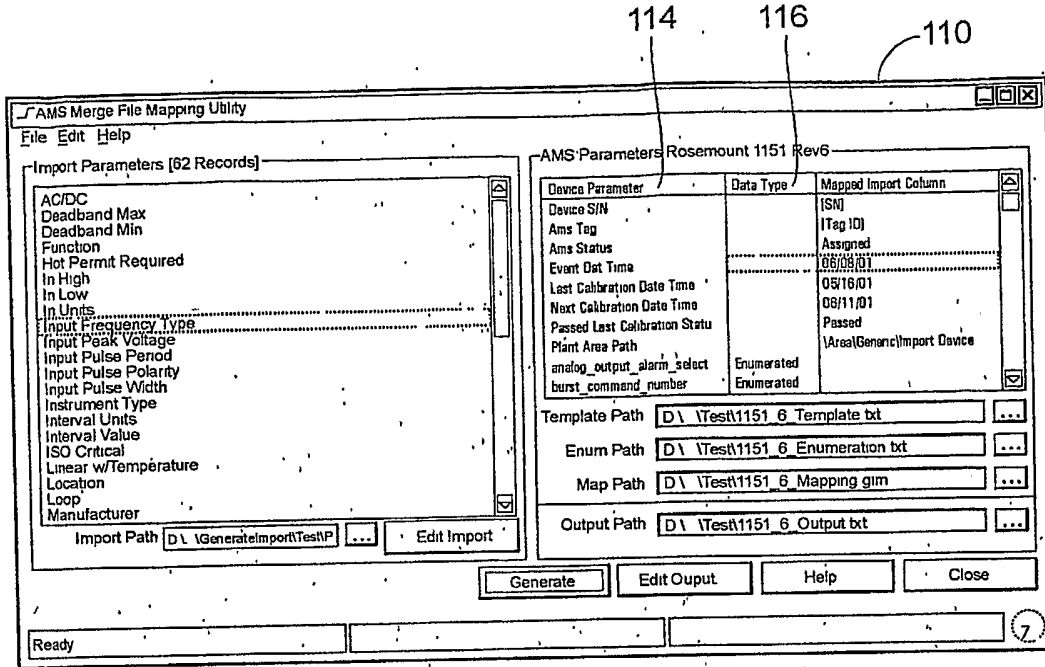 114 116
110
AMS Merge File Mapping Utility
File Edit Help
Import Parameters [62 Records]
AC/DC
Deadband Max
Deadband Min
Function
Hot Permit Required
In High
In Low
In Units
Input Frequency Type
Input Peak Voltage
Input Pulse Period
Input Pulse Polarity
Input Pulse Width
Instrument Type
Interval Units
Interval Value
ISO Critical
Linear w/Temperature
Location
Loop
Manufacturer
Import Path D\ \GenerateImport\Test\P ... Edit Import
AMS Parameters Rosemount 1151 Rev6
Device Parameter Data Type Mapped Import Column
Device S/N [SN]
Ams Tag [Tag ID]
Ams Status Assigned
Event Dat Time 06/08/01
Last Calibration Date Time 05/16/01
Next Calibration Date Time 06/11/01
Passed Last Calibration Statu Passed
Plant Area Path \Area\Generic\Import Device
analog_output_alarm_select Enumerated
burst_command_number Enumerated
Template Path D\ \Test\1151_6_Template txt ...
Enum Path D\ \Test\1151_6_Enumeration txt ...
Map Path D\ \Test\1151_6_Mapping gim ...
Output Path D\ \Test\1151_6_Output txt ...
Generate Edit Ouput Help Close
Ready 7